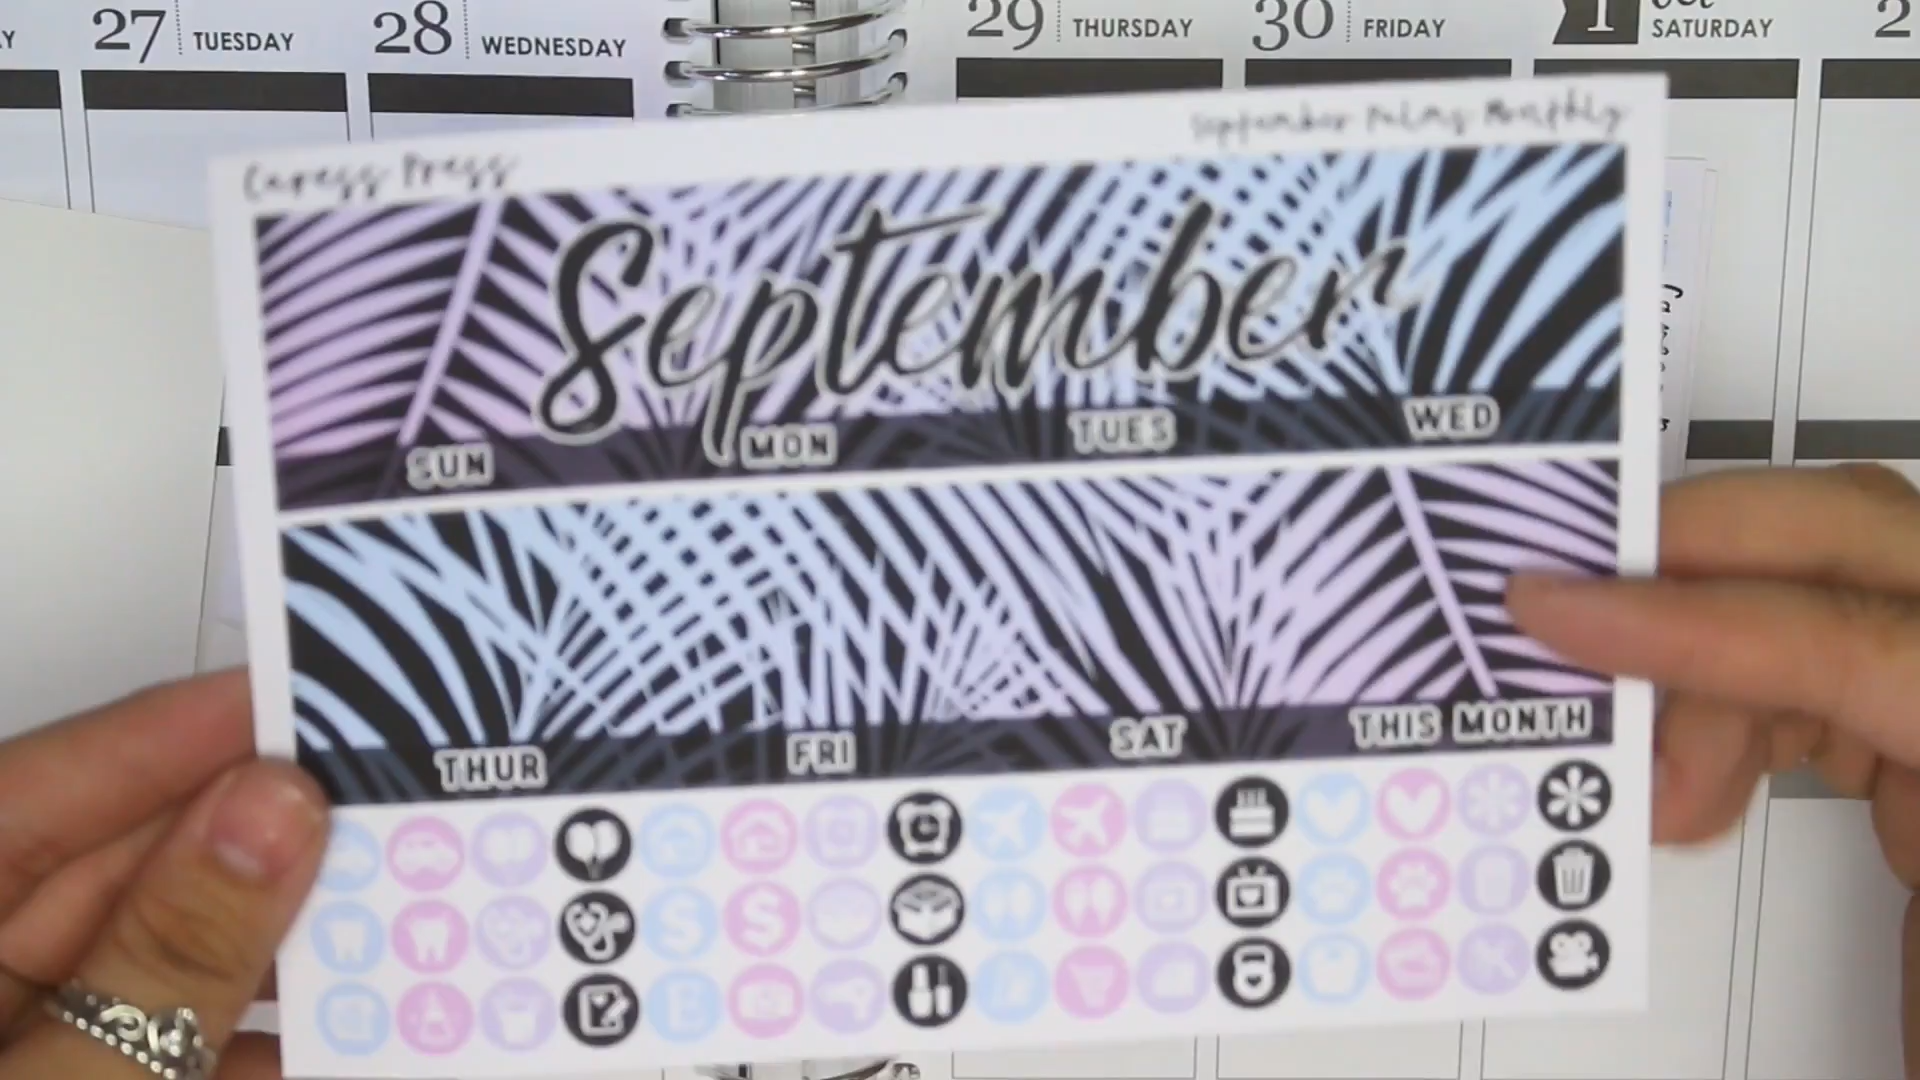 27 TUESDAY
28 WEDNESDAY
29 THURSDAY
30 FRIDAY
1 SATURDAY
2
Caress Press
September Palms Monthly
September
SUN
MON
TUES
WED
THUR
FRI
SAT
THIS MONTH